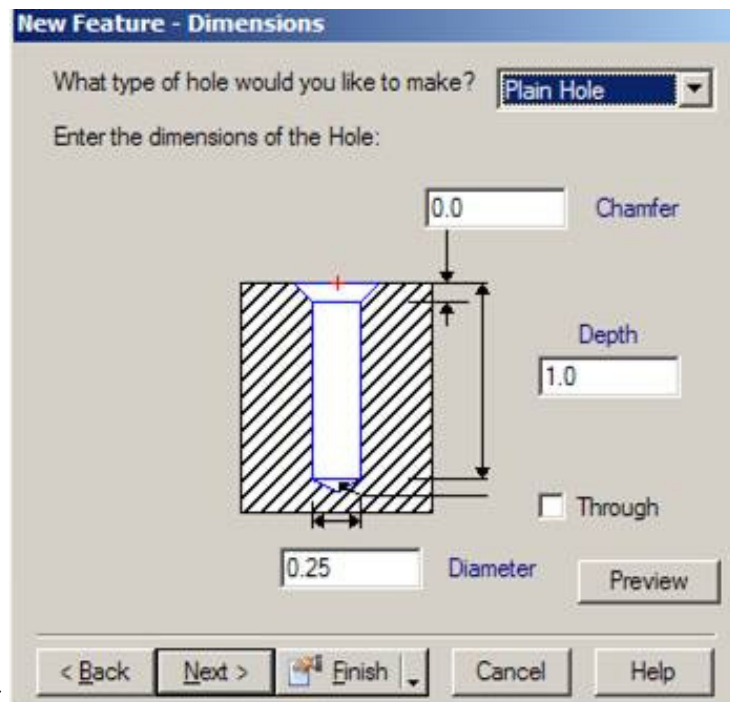 New Feature - Dimensions
What type of hole would you like to make? Plain Hole
Enter the dimensions of the Hole:
0.0 Chamfer
Depth
1.0
Through
0.25 Diameter Preview
< Back Next > Finish Cancel Help